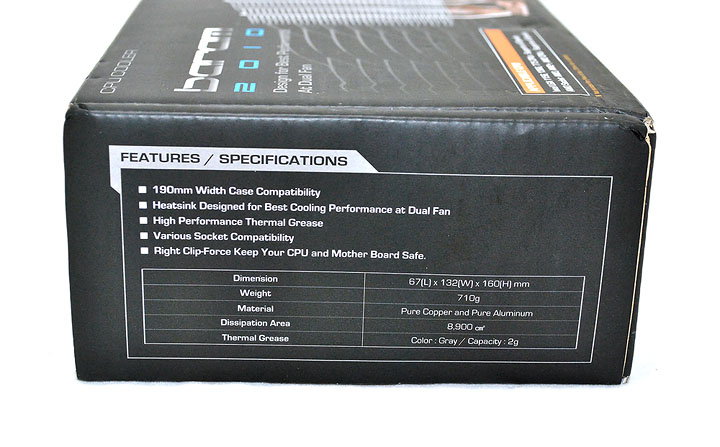 CPU COOLER
baram
2010
Design for Best Performance
At Dual Fan
FEATURES / SPECIFICATIONS
190mm Width Case Compatibility
Heatsink Designed for Best Cooling Performance at Dual Fan
High Performance Thermal Grease
Various Socket Compatibility
Right Clip-Force Keep Your CPU and Mother Board Safe.
Dimension 67(L) x 132(W) x 160(H) mm
Weight 710g
Material Pure Copper and Pure Aluminum
Dissipation Area 8,900 ㎠
Thermal Grease Color : Gray / Capacity : 2g